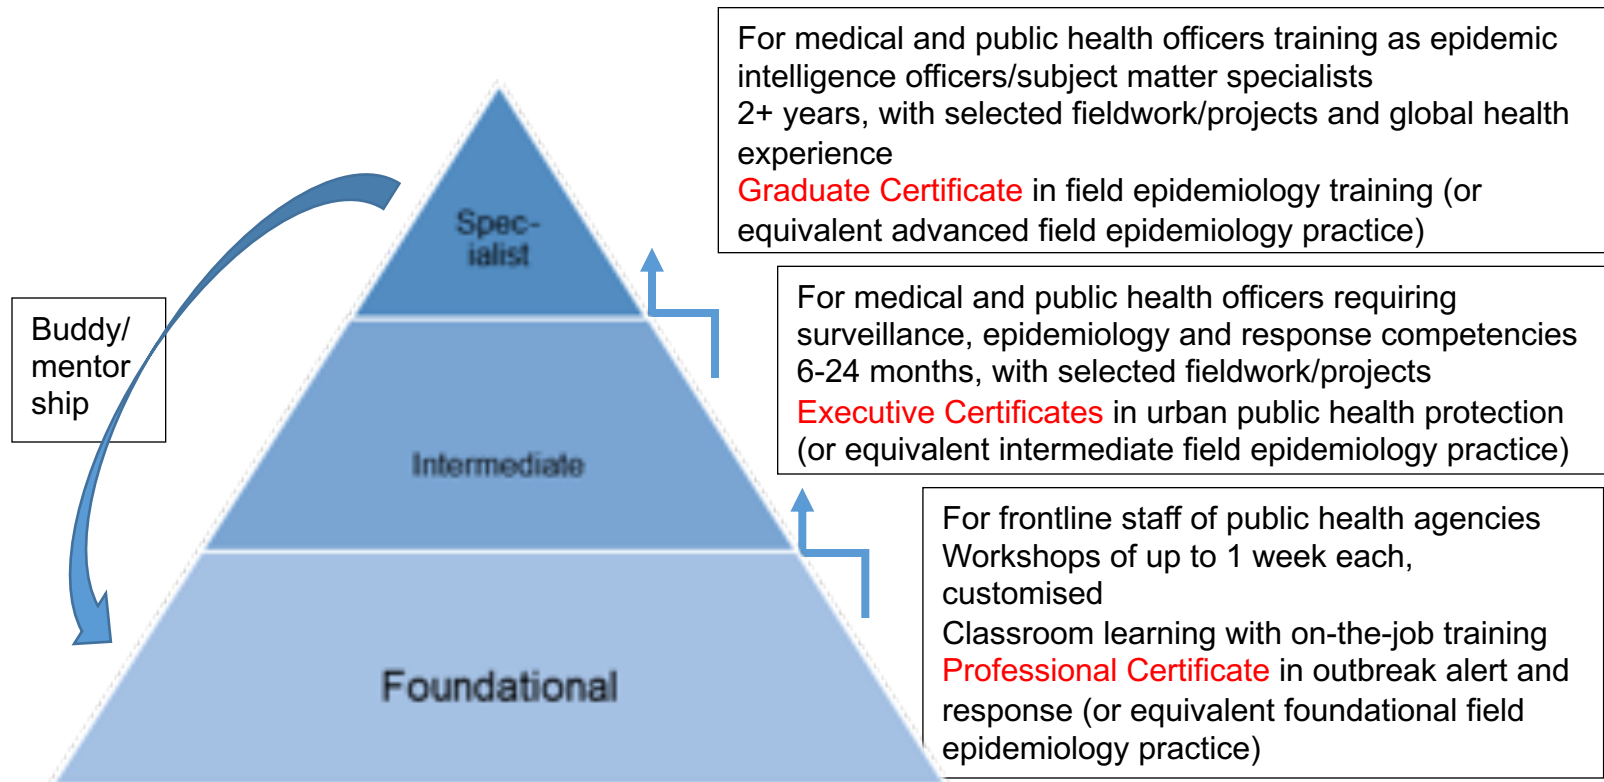 For medical and public health officers training as epidemic
intelligence officers/subject matter specialists
2+ years, with selected fieldwork/projects and global health
experience
Graduate Certificate in field epidemiology training (or
equivalent advanced field epidemiology practice)
Spec-
ialist
Buddy/
mentor
ship
For medical and public health officers requiring
surveillance, epidemiology and response competencies
6-24 months, with selected fieldwork/projects
Executive Certificates in urban public health protection
(or equivalent intermediate field epidemiology practice)
Intermediate
For frontline staff of public health agencies
Workshops of up to 1 week each,
customised
Classroom learning with on-the-job training
Professional Certificate in outbreak alert and
response (or equivalent foundational field
epidemiology practice)
Foundational